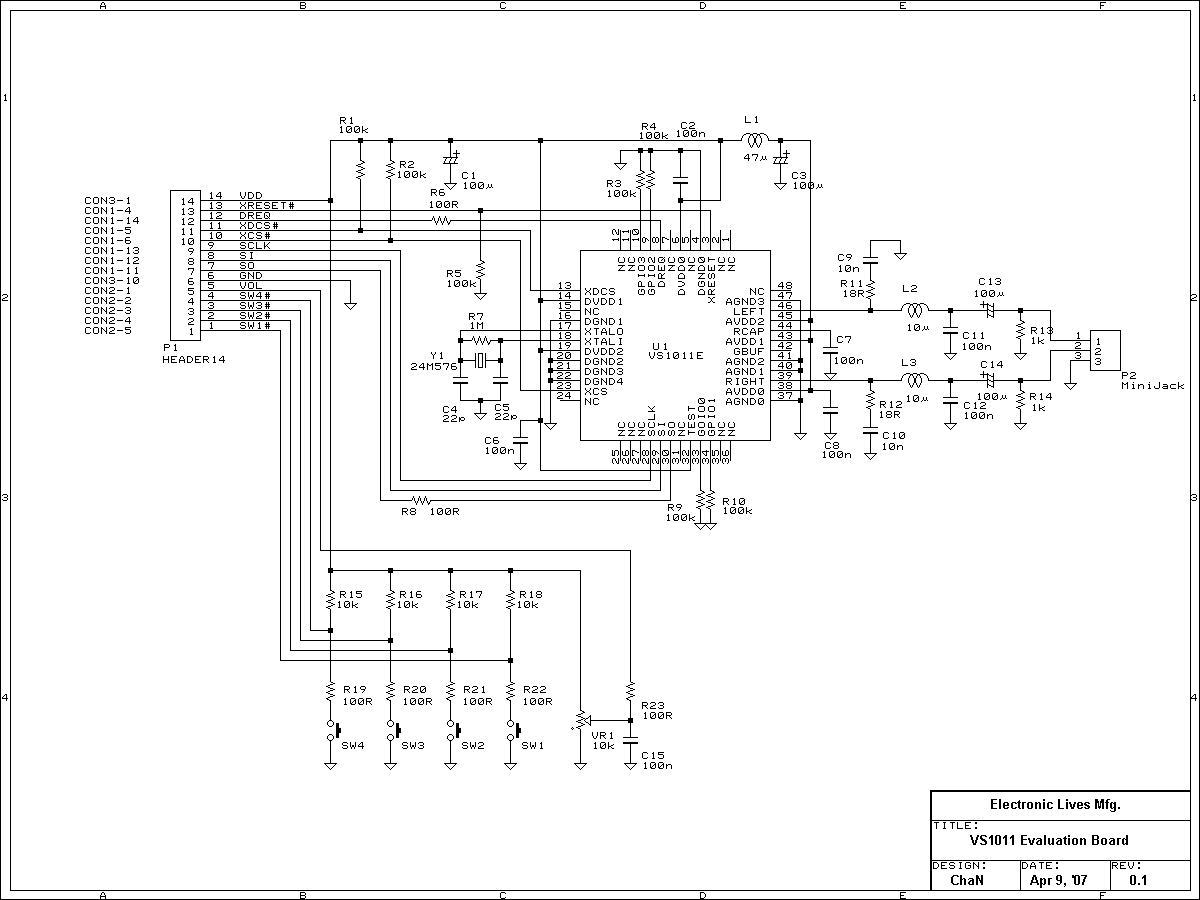 A B C D E F
1 1
2 2
3 3
4 4
A B C D E F
R1
100k
R2
100k
C1
100µ
R6
100R
R4
100k
C2
100n
R3
100k
L1
47µ
C3
100µ
CON3-1
CON1-4
CON1-14
CON1-5
CON1-6
CON1-13
CON1-12
CON1-11
CON3-10
CON2-1
CON2-2
CON2-3
CON2-4
CON2-5
14 14 VDD
13 13 XRESET#
12 12 DREQ
11 11 XDCS#
10 10 XCS#
9 9 SCLK
8 8 SI
7 7 SO
6 6 GND
5 5 VOL
4 4 SW4#
3 3 SW3#
2 2 SW2#
1 1 SW1#
P1
HEADER14
R5
100k
R7
1M
Y1
24M576
C4
22p
C5
22p
C6
100n
R8 100R
12 11 10 9 8 7 6 5 4 3 2 1
NC NC GPIO3 GPIO2 DREQ NC DVDD0 NC DGND0 XRESET NC NC
13 XDCS
14 DVDD1
15 NC
16 DGND1
17 XTALO
18 XTALI
19 DVDD2
20 DGND2
21 DGND3
22 DGND4
23 XCS
24 NC
U1
VS1011E
NC 48
AGND3 47
LEFT 46
AVDD2 45
RCAP 44
AVDD1 43
GBUF 42
AGND2 41
AGND1 40
RIGHT 39
AVDD0 38
AGND0 37
NC NC NC SCLK SI SO NC TEST GPIO0 GPIO1 NC NC
25 26 27 28 29 30 31 32 33 34 35 36
R9
100k
R10
100k
C7
100n
C8
100n
C9
10n
R11
18R
L2
10µ
C11
100n
C13
100µ
R13
1k
R12
18R
C10
10n
L3
10µ
C12
100n
C14
100µ
R14
1k
1 1
2 2
3 3
P2
MiniJack
R15
10k
R16
10k
R17
10k
R18
10k
R19
100R
R20
100R
R21
100R
R22
100R
R23
100R
SW4
SW3
SW2
SW1
VR1
10k
C15
100n
Electronic Lives Mfg.
TITLE:
VS1011 Evaluation Board
DESIGN: DATE: REV:
ChaN Apr 9, '07 0.1